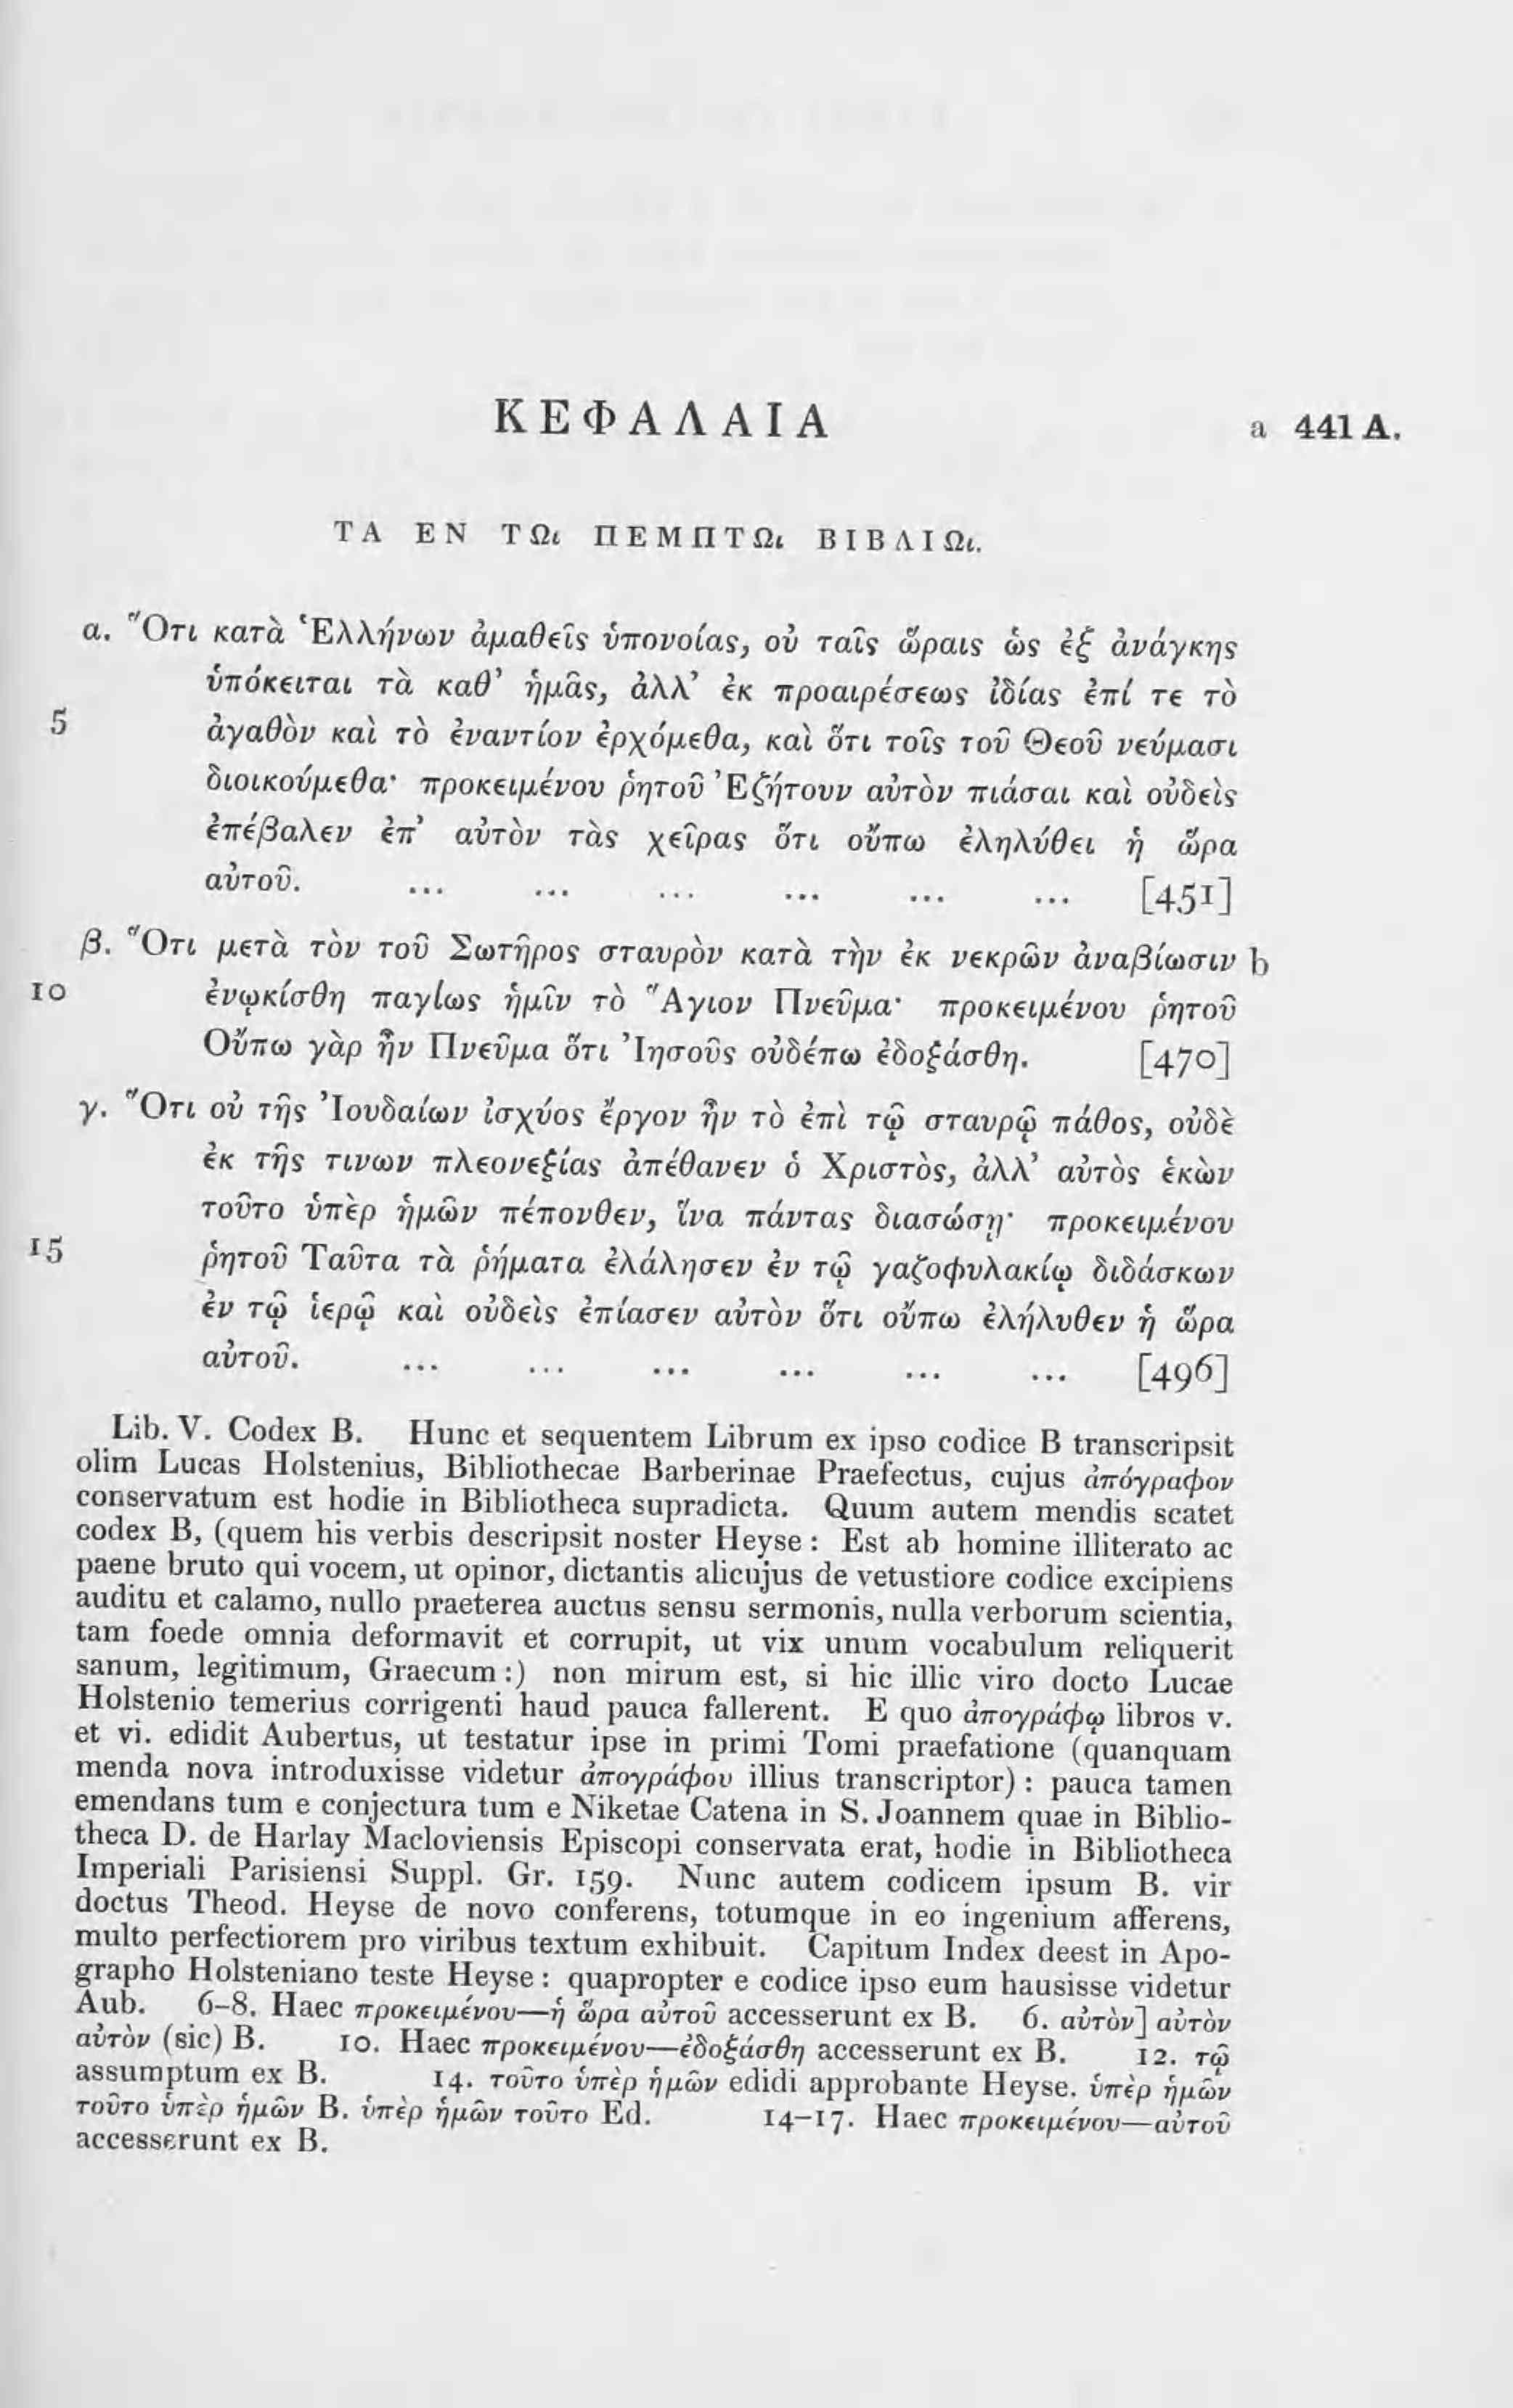 ΚΕΦΑΛΑΙΑ a 441 A.
ΤΑ ΕΝ ΤΩι ΠΕΜΠΤΩι ΒΙΒΛΙΩι.
α. Ὅτι κατὰ Ἑλλήνων ἀμαθεῖς ὑπονοίας, οὐ ταῖς ὥραις ὡς ἐξ ἀνάγκης
ὑπόκειται τὰ καθ’ ἡμᾶς, ἀλλ’ ἐκ προαιρέσεως ἰδίας ἐπί τε τὸ
5 ἀγαθὸν καὶ τὸ ἐναντίον ἐρχόμεθα, καὶ ὅτι τοῖς τοῦ Θεοῦ νεύμασι
διοικούμεθα· προκειμένου ῥητοῦ Ἐζήτουν αὐτὸν πιάσαι καὶ οὐδεὶς
ἐπέβαλεν ἐπ’ αὐτὸν τὰς χεῖρας ὅτι οὔπω ἐληλύθει ἡ ὥρα
αὐτοῦ. ... ... ... ... ... ... [451]
β. Ὅτι μετὰ τὸν τοῦ Σωτῆρος σταυρὸν κατὰ τὴν ἐκ νεκρῶν ἀναβίωσιν b
10 ἐνῳκίσθη παγίως ἡμῖν τὸ Ἅγιον Πνεῦμα· προκειμένου ῥητοῦ
Οὔπω γὰρ ἦν Πνεῦμα ὅτι Ἰησοῦς οὐδέπω ἐδοξάσθη. [470]
γ. Ὅτι οὐ τῆς Ἰουδαίων ἰσχύος ἔργον ἦν τὸ ἐπὶ τῷ σταυρῷ πάθος, οὐδὲ
ἐκ τῆς τινων πλεονεξίας ἀπέθανεν ὁ Χριστὸς, ἀλλ’ αὐτὸς ἑκὼν
τοῦτο ὑπὲρ ἡμῶν πέπονθεν, ἵνα πάντας διασώσῃ· προκειμένου
15 ῥητοῦ Ταῦτα τὰ ῥήματα ἐλάλησεν ἐν τῷ γαζοφυλακίῳ διδάσκων
ἐν τῷ ἱερῷ καὶ οὐδεὶς ἐπίασεν αὐτὸν ὅτι οὔπω ἐλήλυθεν ἡ ὥρα
αὐτοῦ. ... ... ... ... ... ... [496]
Lib. V. Codex B. Hunc et sequentem Librum ex ipso codice B transcripsit
olim Lucas Holstenius, Bibliothecae Barberinae Praefectus, cujus ἀπόγραφον
conservatum est hodie in Bibliotheca supradicta. Quum autem mendis scatet
codex B, (quem his verbis descripsit noster Heyse : Est ab homine illiterato ac
paene bruto qui vocem, ut opinor, dictantis alicujus de vetustiore codice excipiens
auditu et calamo, nullo praeterea auctus sensu sermonis, nulla verborum scientia,
tam foede omnia deformavit et corrupit, ut vix unum vocabulum reliquerit
sanum, legitimum, Graecum :) non mirum est, si hic illic viro docto Lucae
Holstenio temerius corrigenti haud pauca fallerent. E quo ἀπογράφῳ libros v.
et vi. edidit Aubertus, ut testatur ipse in primi Tomi praefatione (quanquam
menda nova introduxisse videtur ἀπογράφου illius transcriptor) : pauca tamen
emendans tum e conjectura tum e Niketae Catena in S. Joannem quae in Biblio-
theca D. de Harlay Macloviensis Episcopi conservata erat, hodie in Bibliotheca
Imperiali Parisiensi Suppl. Gr. 159. Nunc autem codicem ipsum B. vir
doctus Theod. Heyse de novo conferens, totumque in eo ingenium afferens,
multo perfectiorem pro viribus textum exhibuit. Capitum Index deest in Apo-
grapho Holsteniano teste Heyse : quapropter e codice ipso eum hausisse videtur
Aub. 6–8. Haec προκειμένου—ἡ ὥρα αὐτοῦ accesserunt ex B. 6. αὐτὸν] αὐτὸν
αὐτὸν (sic) B. 10. Haec προκειμένου—ἐδοξάσθη accesserunt ex B. 12. τῷ
assumptum ex B. 14. τοῦτο ὑπὲρ ἡμῶν edidi approbante Heyse. ὑπὲρ ἡμῶν
τοῦτο ὑπὲρ ἡμῶν B. ὑπὲρ ἡμῶν τοῦτο Ed. 14–17. Haec προκειμένου—αὐτοῦ
accesserunt ex B.